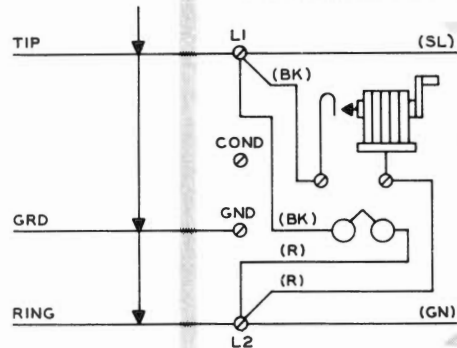 L1
TIP
(SL)
(BK)
COND
GND
GRD
(BK)
(R)
(R)
RING
(GN)
L2